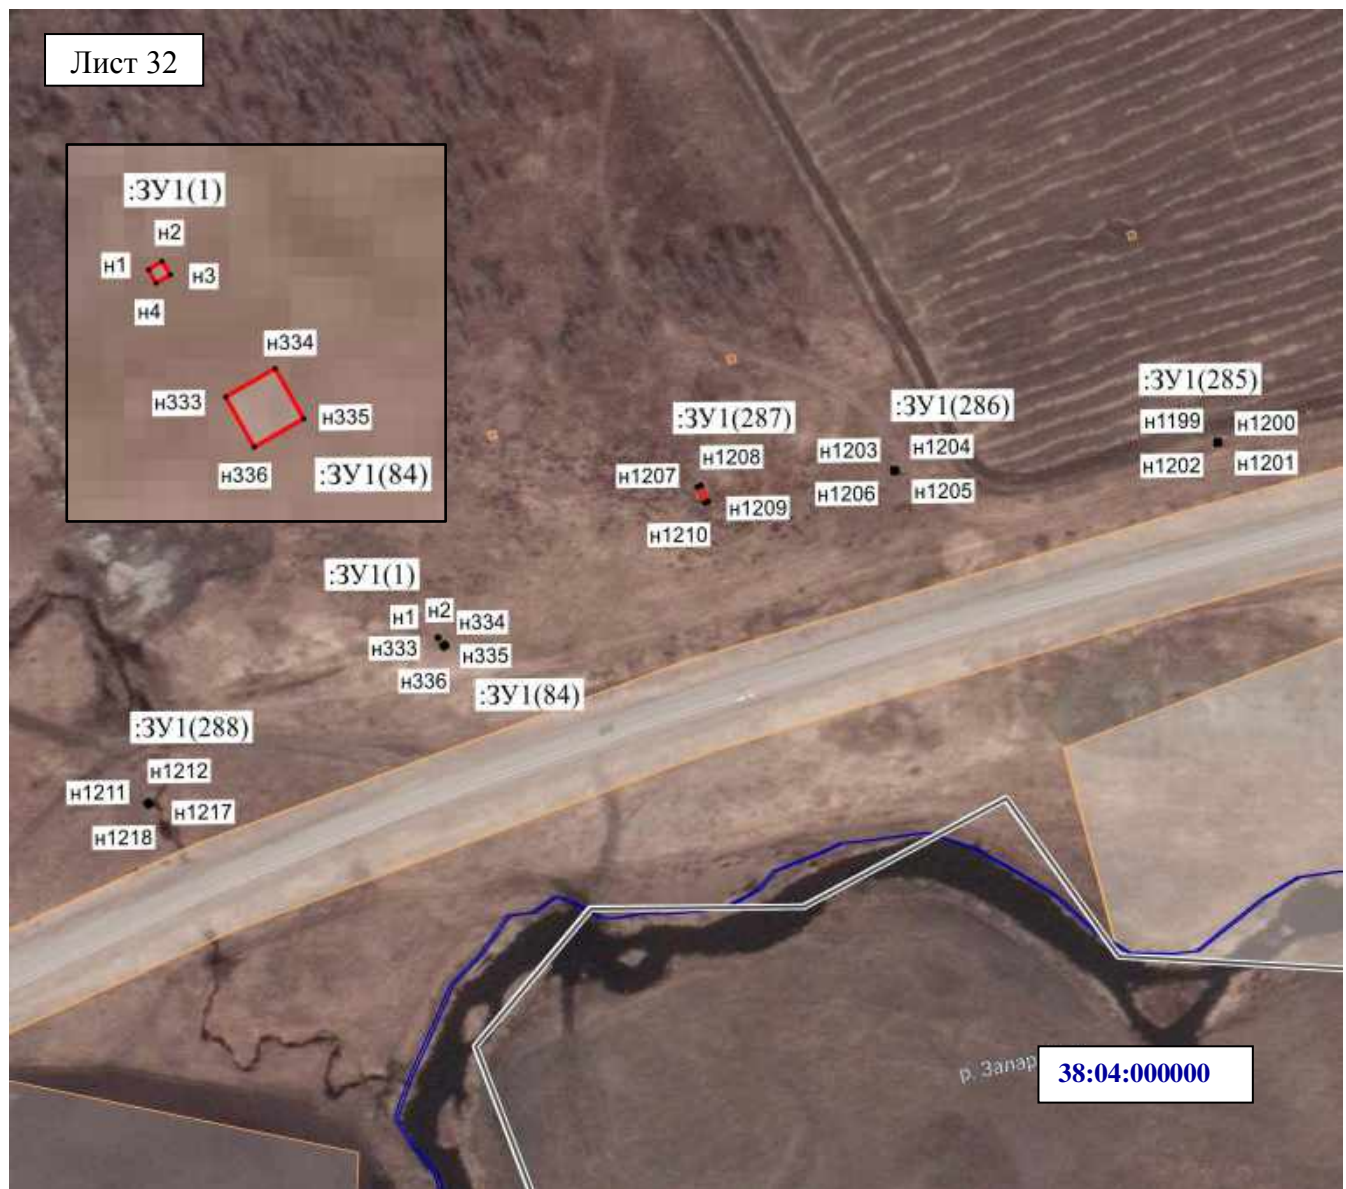 Лист 32
:ЗУ1(1)
н2
н1
н3
н4
н334
н333
н335
н336
:ЗУ1(84)
:ЗУ1(285)
н1199
н1200
н1202
н1201
:ЗУ1(286)
н1203
н1204
н1206
н1205
:ЗУ1(287)
н1208
н1207
н1209
н1210
:ЗУ1(1)
н1
н2
н334
н333
н335
н336
:ЗУ1(84)
:ЗУ1(288)
н1212
н1211
н1217
н1218
р. Залар
38:04:000000